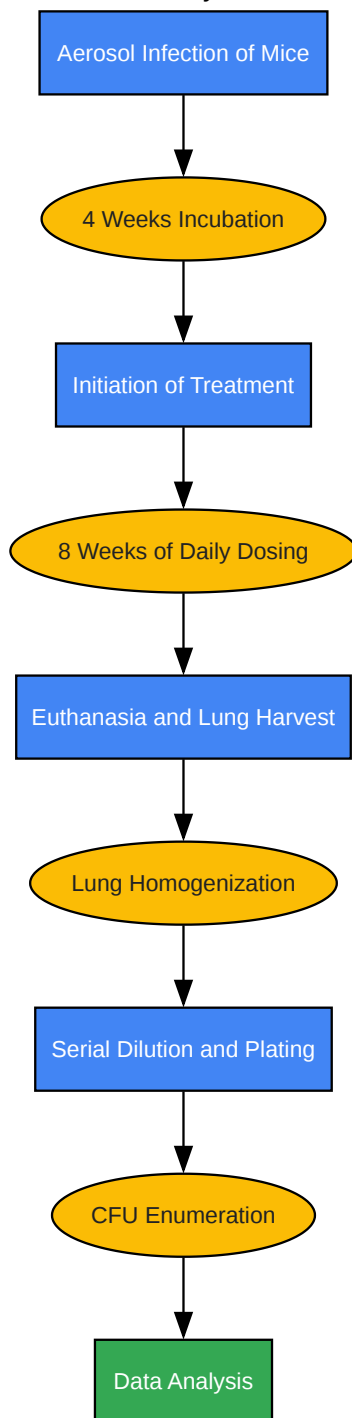 Aerosol Infection of Mice
4 Weeks Incubation
Initiation of Treatment
8 Weeks of Daily Dosing
Euthanasia and Lung Harvest
Lung Homogenization
Serial Dilution and Plating
CFU Enumeration
Data Analysis